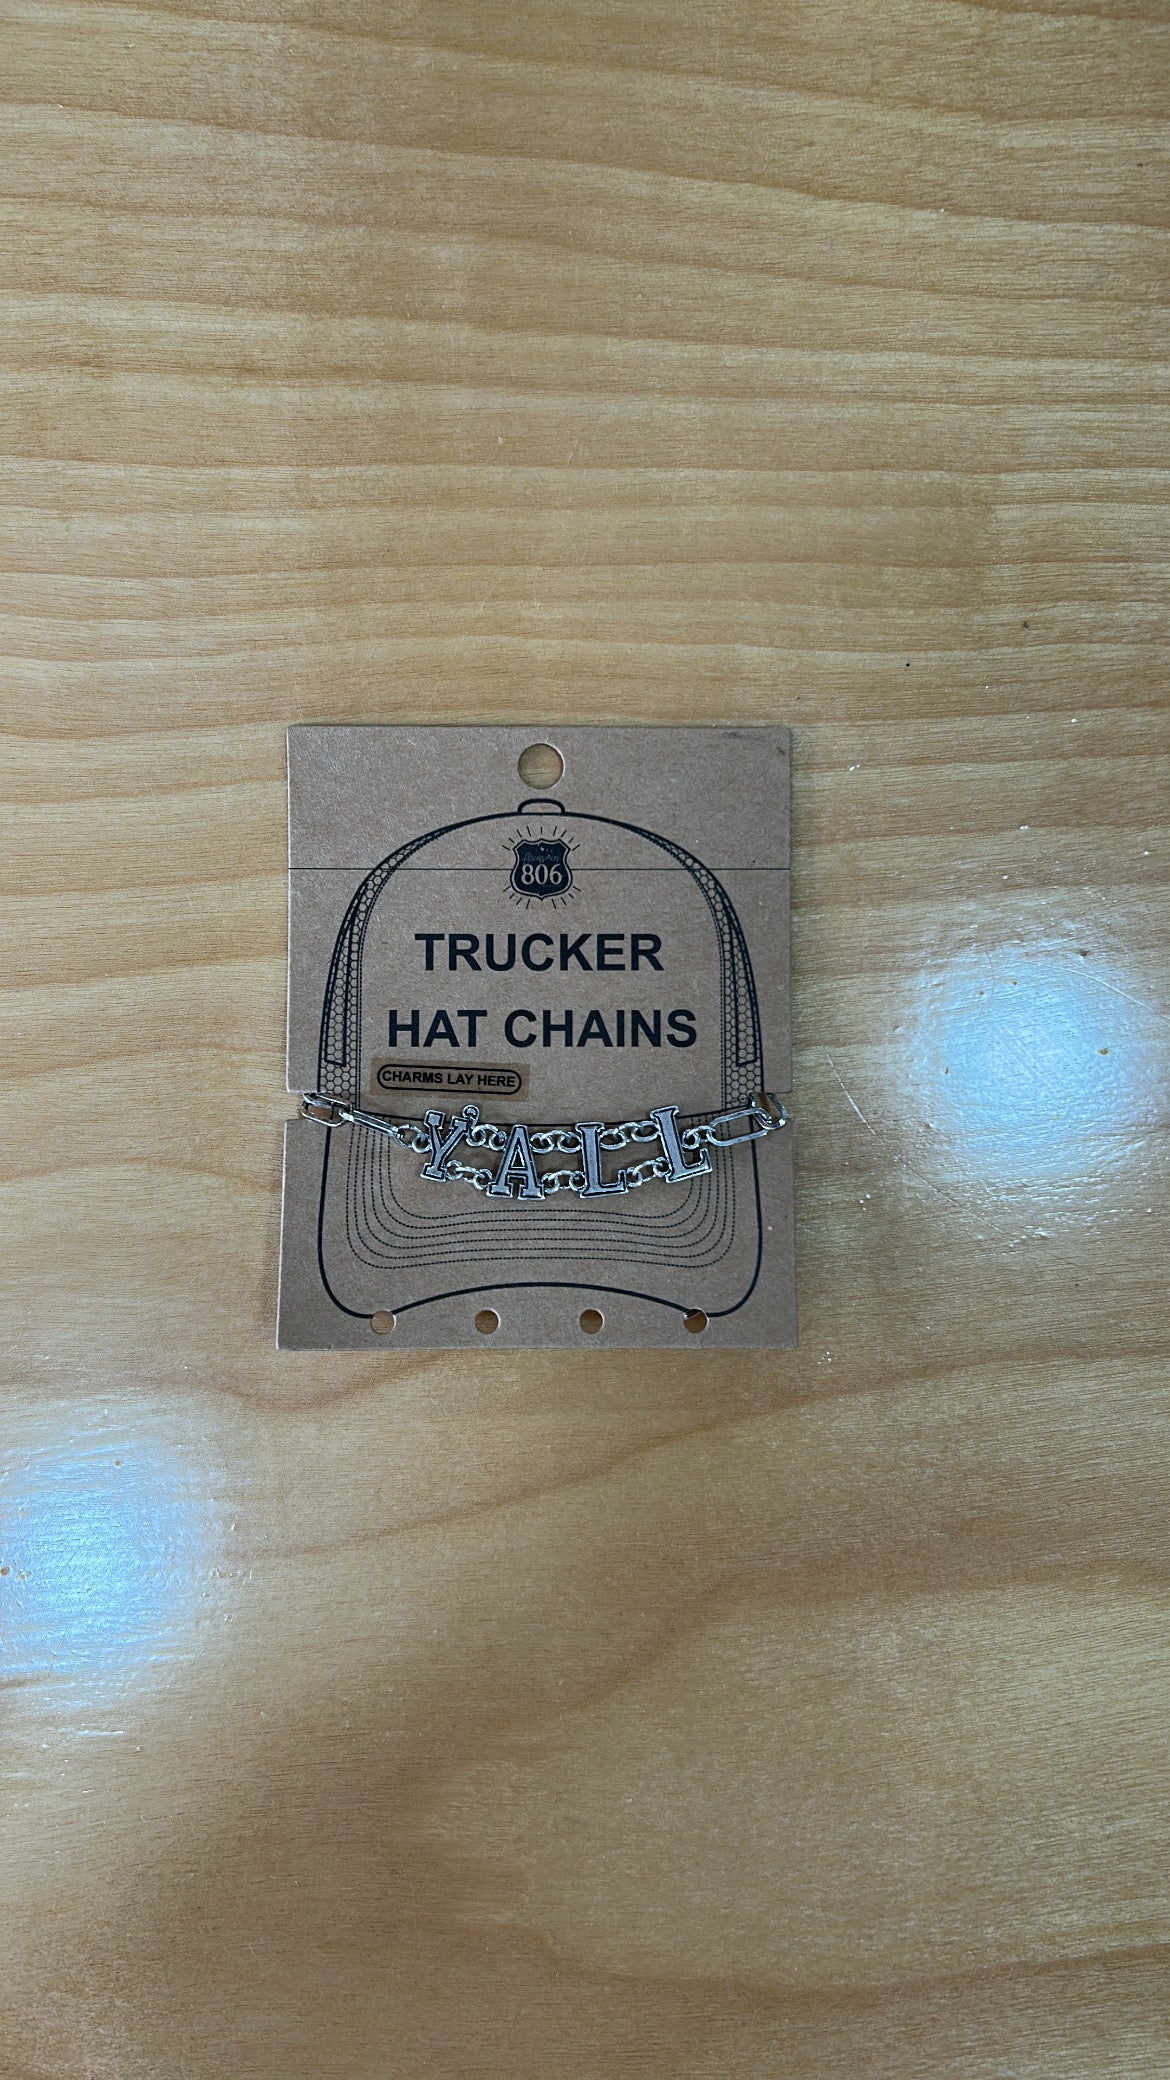 806
TRUCKER
HAT CHAINS
CHARMS LAY HERE
Y'ALL